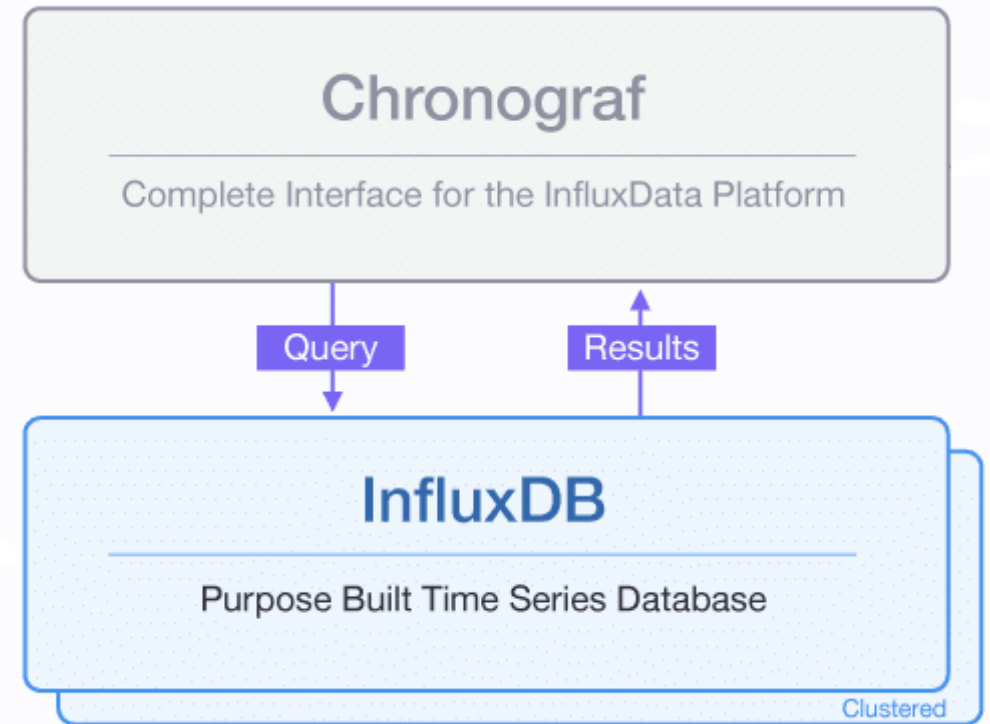 Chronograf
Complete Interface for the InfluxData Platform
Query
Results
InfluxDB
Purpose Built Time Series Database
Clustered